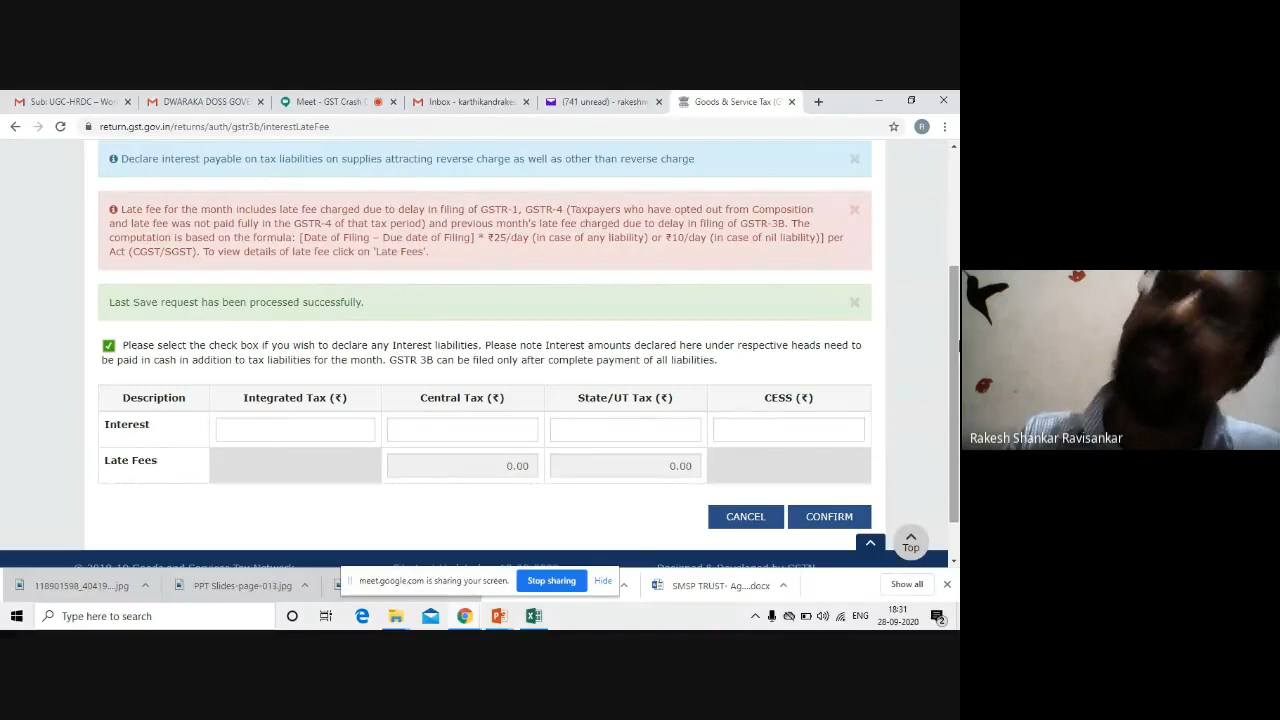 Sub: UGC-HRDC – Wor
DWARAKA DOSS GOVE
Meet - GST Crash C
Inbox - karthikandrakes
(741 unread) - rakeshm
Goods & Service Tax (G
return.gst.gov.in/returns/auth/gstr3b/interestLateFee
Declare interest payable on tax liabilities on supplies attracting reverse charge as well as other than reverse charge
Late fee for the month includes late fee charged due to delay in filing of GSTR-1, GSTR-4 (Taxpayers who have opted out from Composition
and late fee was not paid fully in the GSTR-4 of that tax period) and previous month's late fee charged due to delay in filing of GSTR-3B. The
computation is based on the formula: [Date of Filing – Due date of Filing] * ₹25/day (in case of any liability) or ₹10/day (in case of nil liability)] per
Act (CGST/SGST). To view details of late fee click on 'Late Fees'.
Last Save request has been processed successfully.
Please select the check box if you wish to declare any Interest liabilities. Please note Interest amounts declared here under respective heads need to
be paid in cash in addition to tax liabilities for the month. GSTR 3B can be filed only after complete payment of all liabilities.
Description Integrated Tax (₹) Central Tax (₹) State/UT Tax (₹) CESS (₹)
Interest
Late Fees 0.00 0.00
CANCEL CONFIRM
Top
Rakesh Shankar Ravisankar
118901598_40419....jpg
PPT Slides-page-013.jpg
meet.google.com is sharing your screen. Stop sharing Hide
SMSP TRUST- Ag....docx
Show all
Type here to search
ENG
18:31
28-09-2020
2